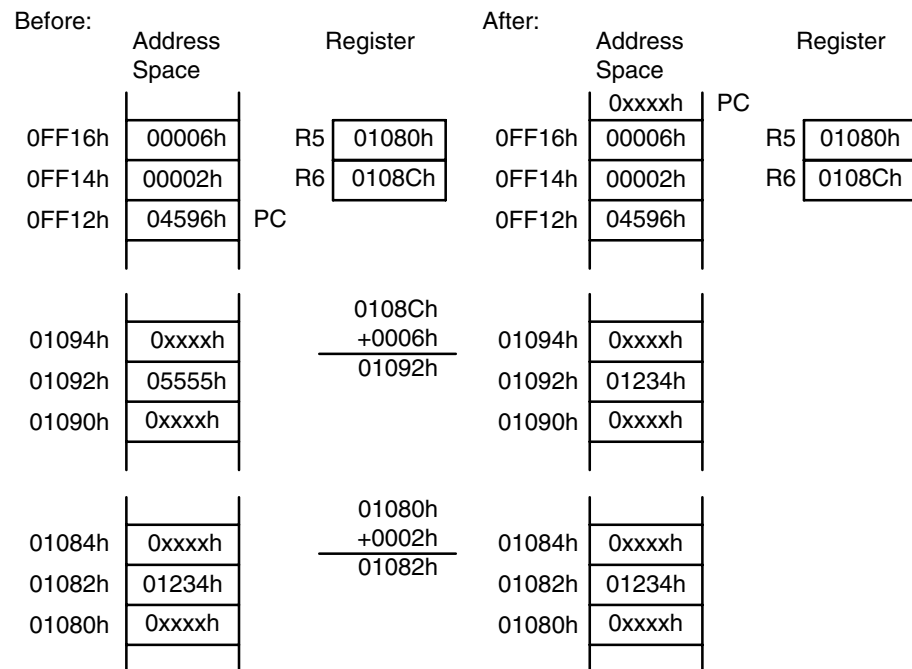 Before:
Address Space
Register
0FF16h 00006h R5 01080h
0FF14h 00002h R6 0108Ch
0FF12h 04596h PC
01094h 0xxxxh
01092h 05555h
01090h 0xxxxh
0108Ch
+0006h
01092h
01084h 0xxxxh
01082h 01234h
01080h 0xxxxh
01080h
+0002h
01082h
After:
Address Space
Register
0xxxxh PC
0FF16h 00006h R5 01080h
0FF14h 00002h R6 0108Ch
0FF12h 04596h
01094h 0xxxxh
01092h 01234h
01090h 0xxxxh
01084h 0xxxxh
01082h 01234h
01080h 0xxxxh